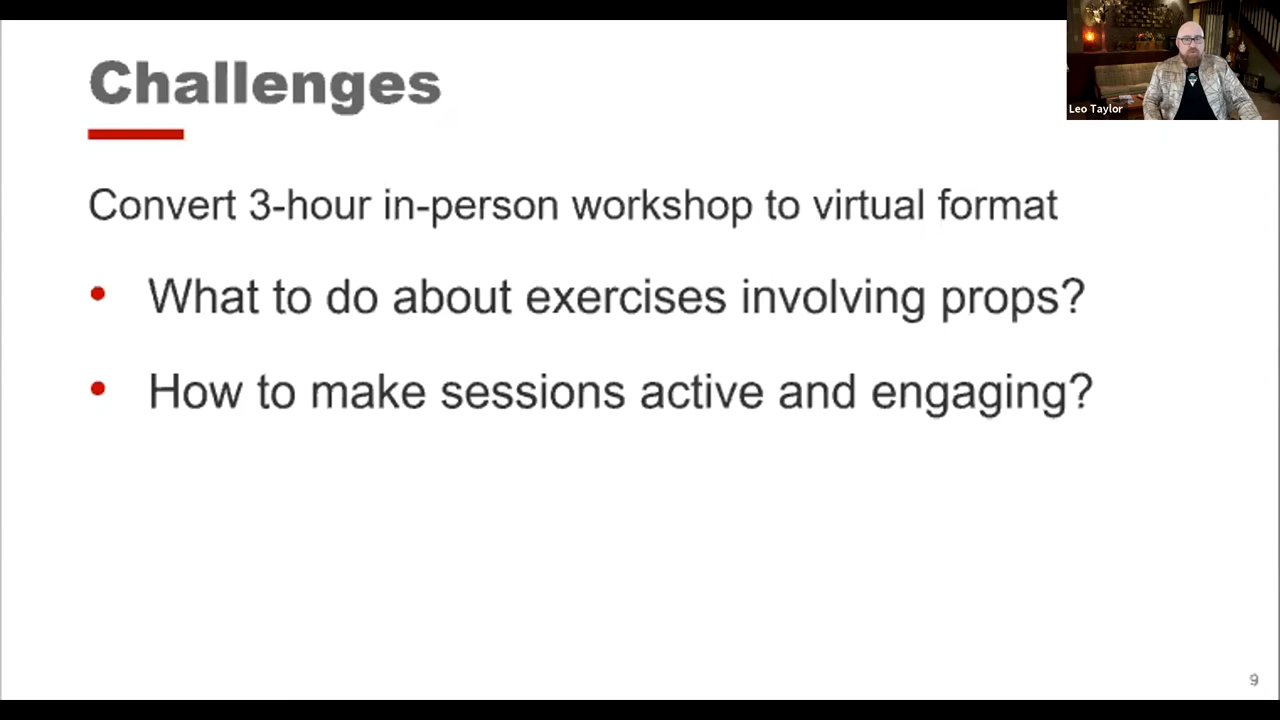 Challenges
Leo Taylor
Convert 3-hour in-person workshop to virtual format
• What to do about exercises involving props?
• How to make sessions active and engaging?
9